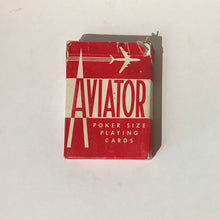 AVIATOR
POKER SIZE
PLAYING
CARDS